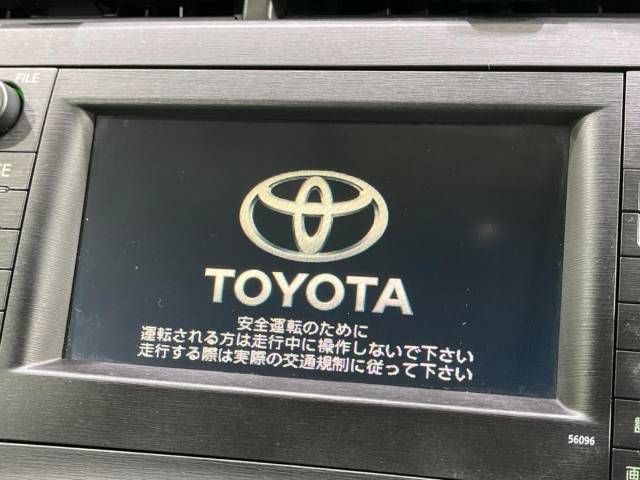 FILE
TOYOTA
安全運転のために
運転される方は走行中に操作しないで下さい
走行する際は実際の交通規制に従って下さい
56096
画